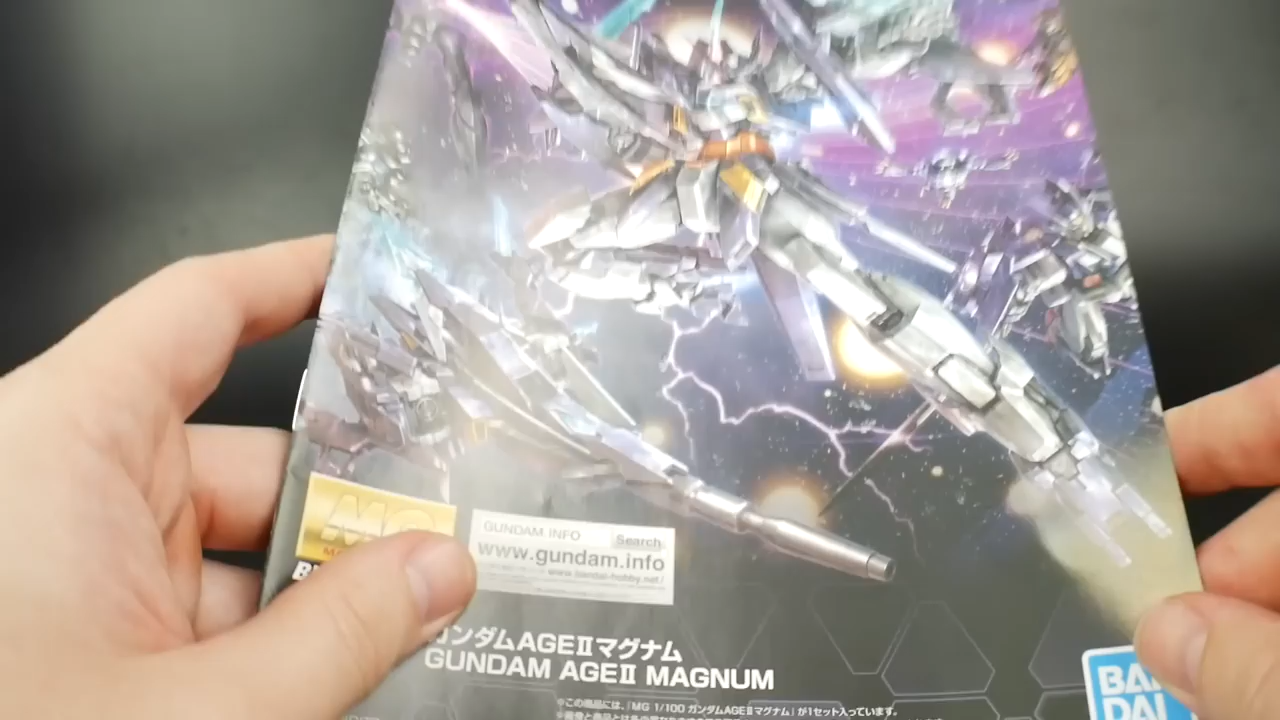 MG
GUNDAM.INFO
Search
www.gundam.info
www.bandai-hobby.net/
ガンダムAGEⅡマグナム
GUNDAM AGEⅡ MAGNUM
※この商品には、「MG 1/100 ガンダムAGEⅡマグナム」が1セット入っています。
BAN
DAI